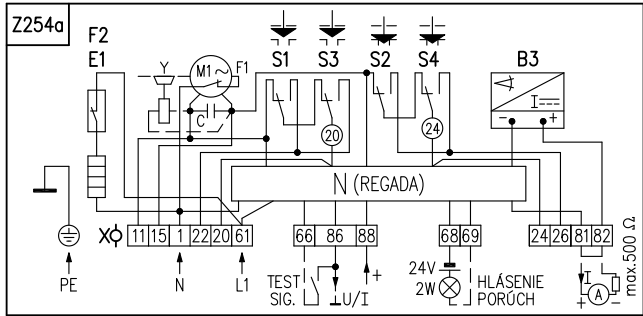 Z254a
F2
E1
Y
M1
F1
C
S1
S3
S2
S4
B3
I
- +
20
24
N (REGADA)
X
11 15 1 22 20 61
66 86 88
68 69
24 26 81 82
PE
N
L1
TEST
SIG.
U/I
+
24V
2W
HLÁSENIE
PORÚCH
I
A
+ -
max.500 Ω